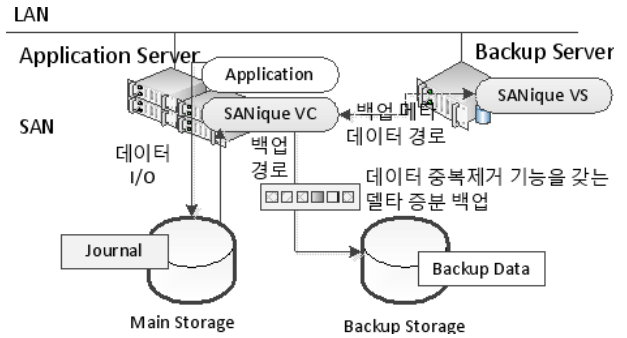 LAN
Application Server
Backup Server
Application
SANique VS
SANique VC
백업 메타
데이터 경로
SAN
데이터
I/O
백업
경로
데이터 중복제거 기능을 갖는
델타 증분 백업
Journal
Backup Data
Main Storage
Backup Storage